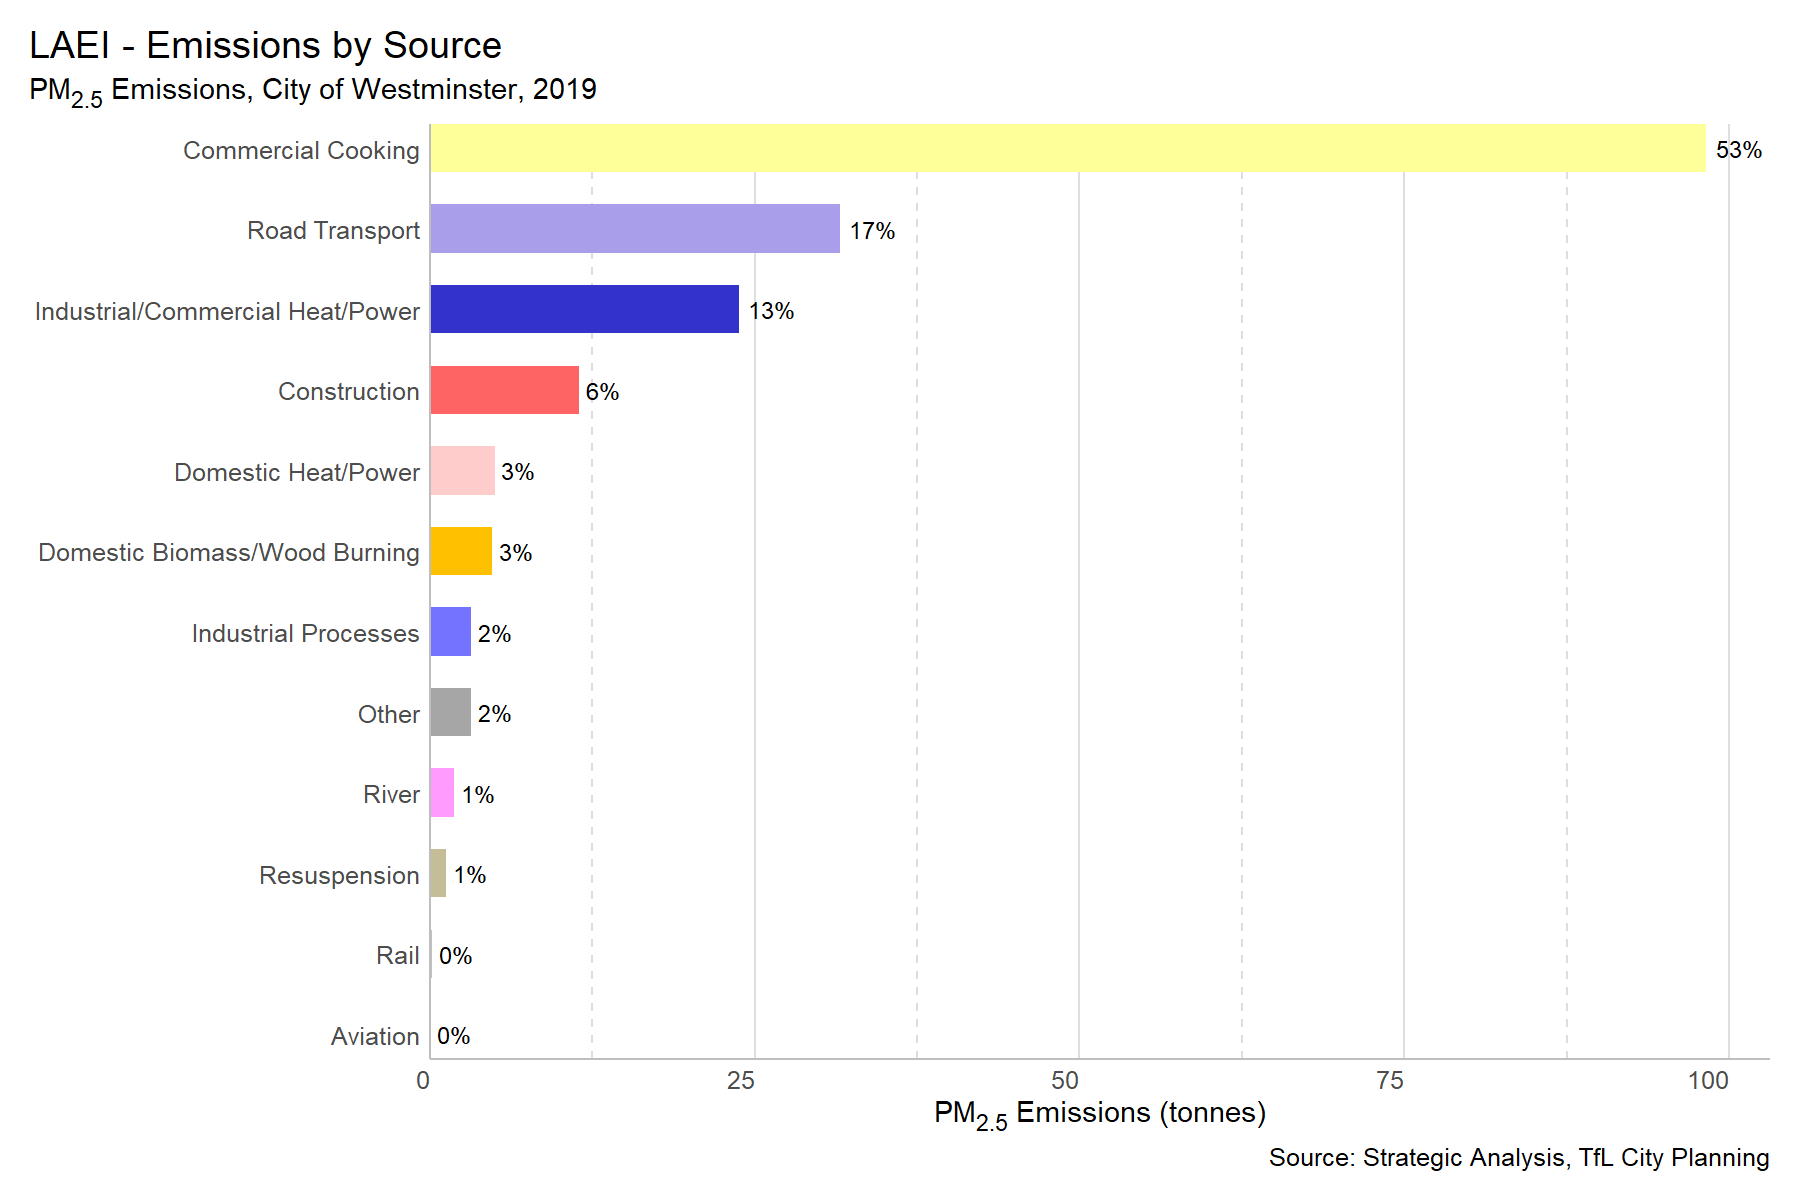 LAEI - Emissions by Source
PM2.5 Emissions, City of Westminster, 2019
Commercial Cooking 53%
Road Transport 17%
Industrial/Commercial Heat/Power 13%
Construction 6%
Domestic Heat/Power 3%
Domestic Biomass/Wood Burning 3%
Industrial Processes 2%
Other 2%
River 1%
Resuspension 1%
Rail 0%
Aviation 0%
0 25 50 75 100
PM2.5 Emissions (tonnes)
Source: Strategic Analysis, TfL City Planning